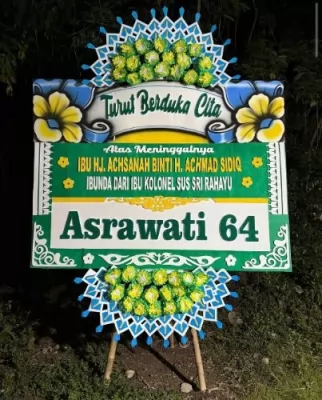 Turut Berduka Cita
Atas Meninggalnya
IBU HJ. ACHSANAH BINTI H. ACHMAD SIDIQ
IBUNDA DARI IBU KOLONEL SUS SRI RAHAYU
Asrawati 64